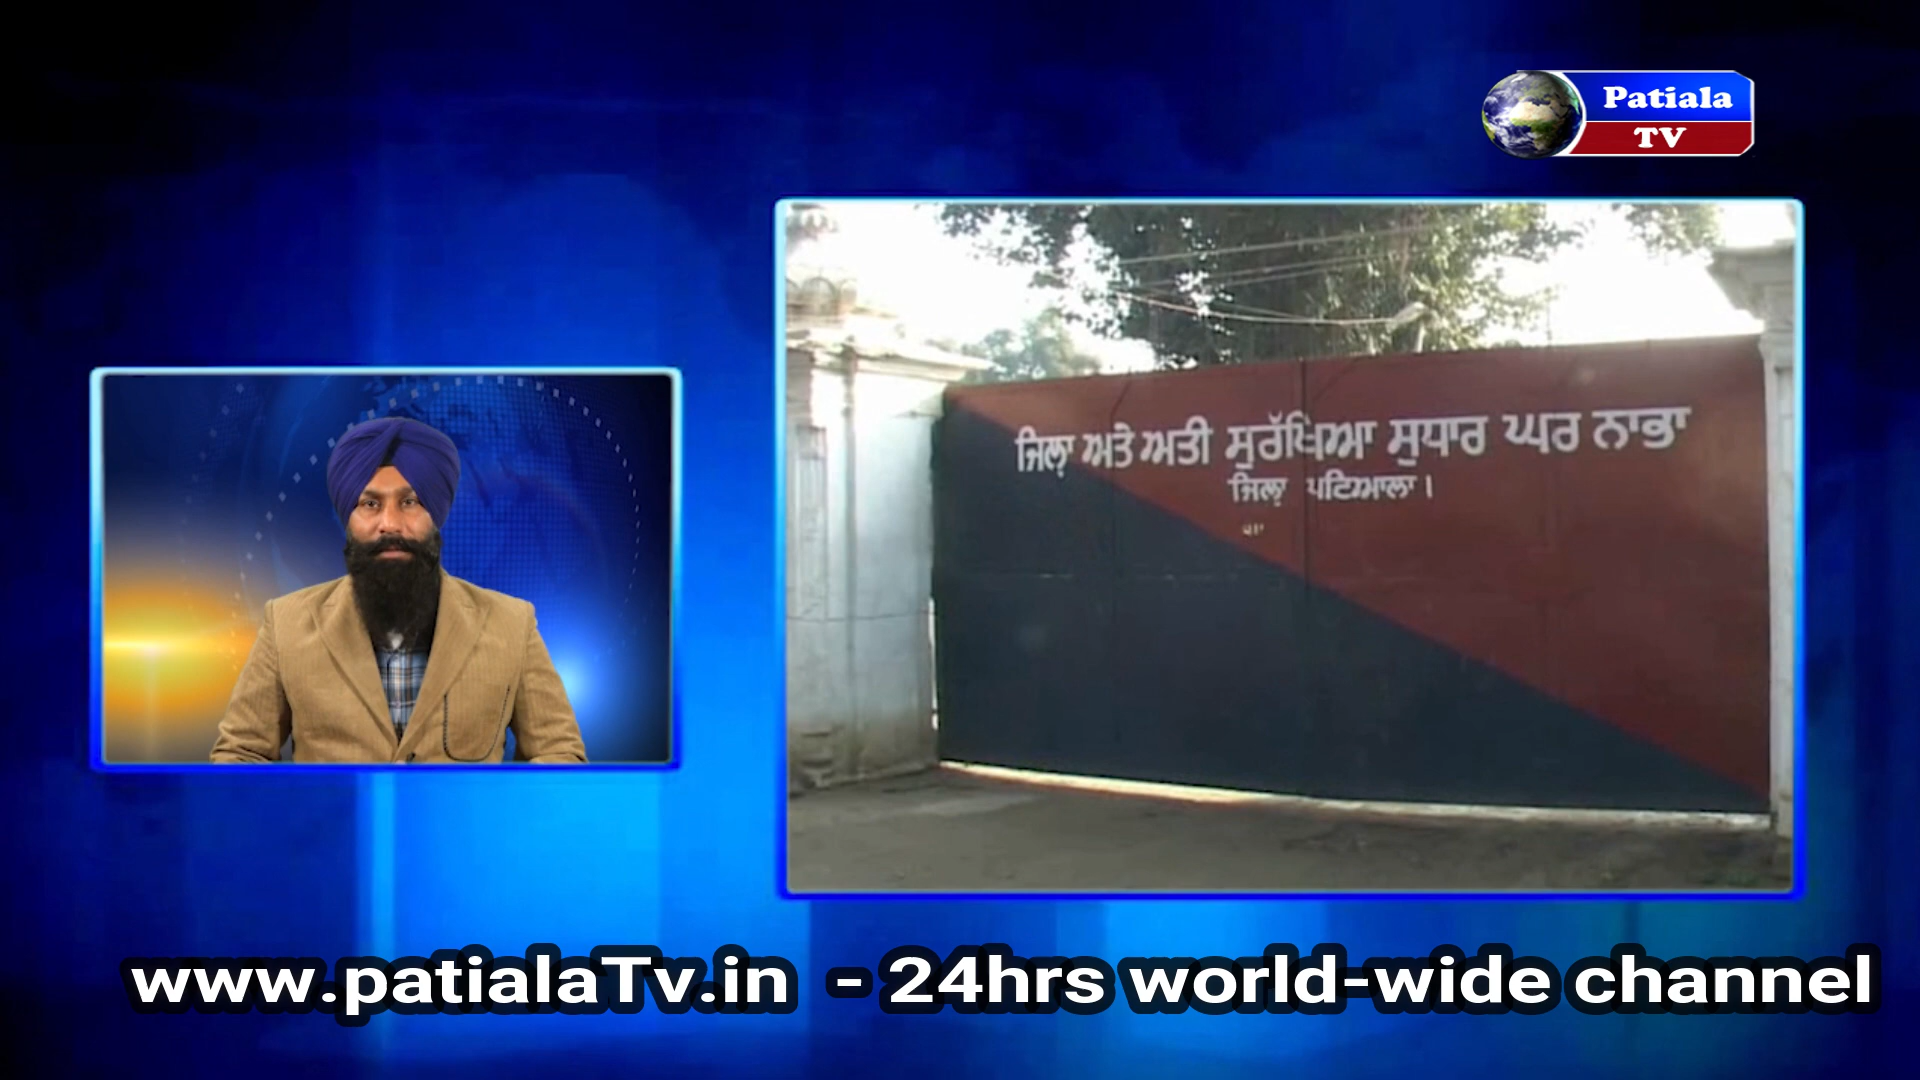 Patiala
TV
ਜਿਲਾ ਅਤੇ ਅਤੀ ਸੁਰੱਖਿਆ ਸੁਧਾਰ ਘਰ ਨਾਭਾ
ਜਿਲਾ ਪਟਿਆਲਾ।
www.patialaTv.in - 24hrs world-wide channel